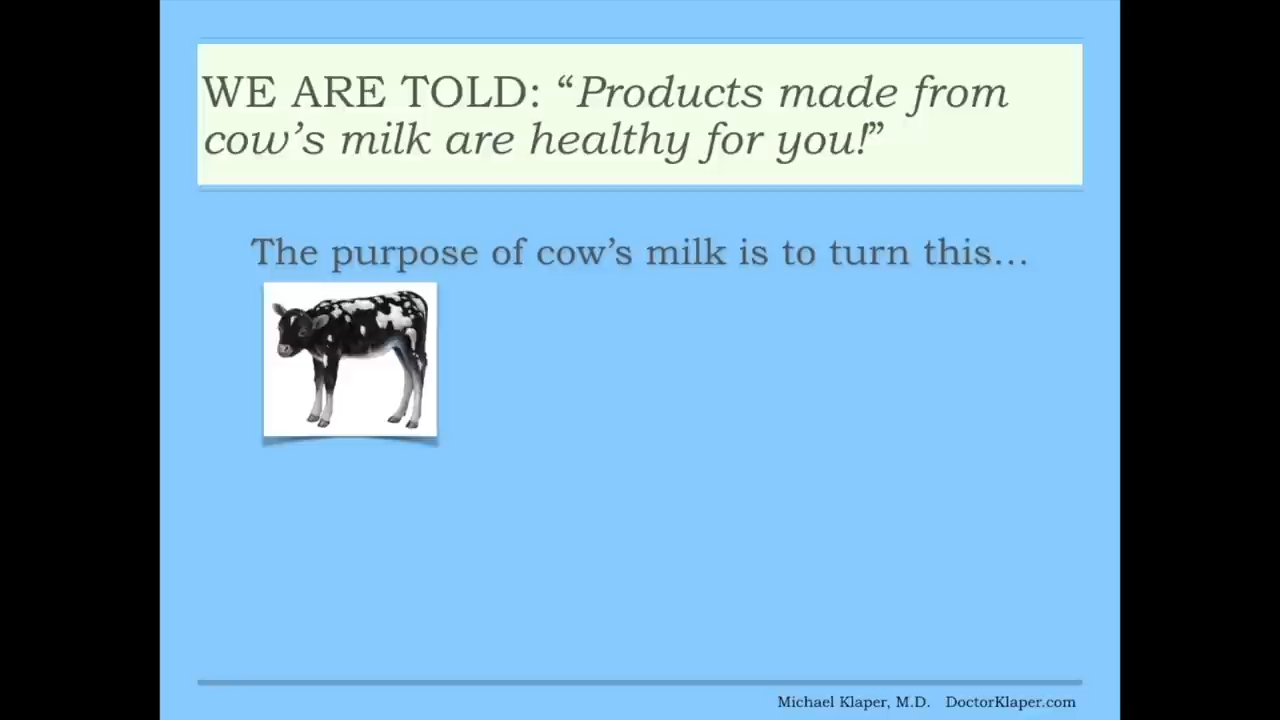 WE ARE TOLD: “Products made from
cow’s milk are healthy for you!”
The purpose of cow’s milk is to turn this…
Michael Klaper, M.D. DoctorKlaper.com